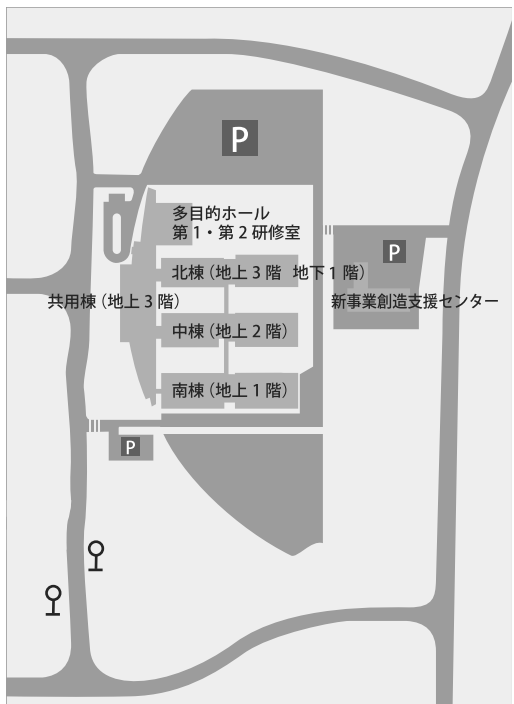 P
多目的ホール
第1・第2研修室
P
北棟（地上3階 地下1階）
共用棟（地上3階）
新事業創造支援センター
中棟（地上2階）
南棟（地上1階）
P